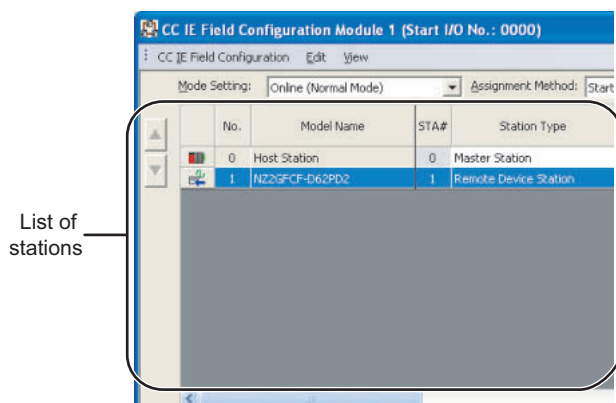 CC IE Field Configuration Module 1 (Start I/O No.: 0000)
CC IE Field Configuration Edit View
Mode Setting: Online (Normal Mode) Assignment Method: Start
No. Model Name STA# Station Type
0 Host Station 0 Master Station
1 NZ2GFCF-D62PD2 1 Remote Device Station
List of
stations